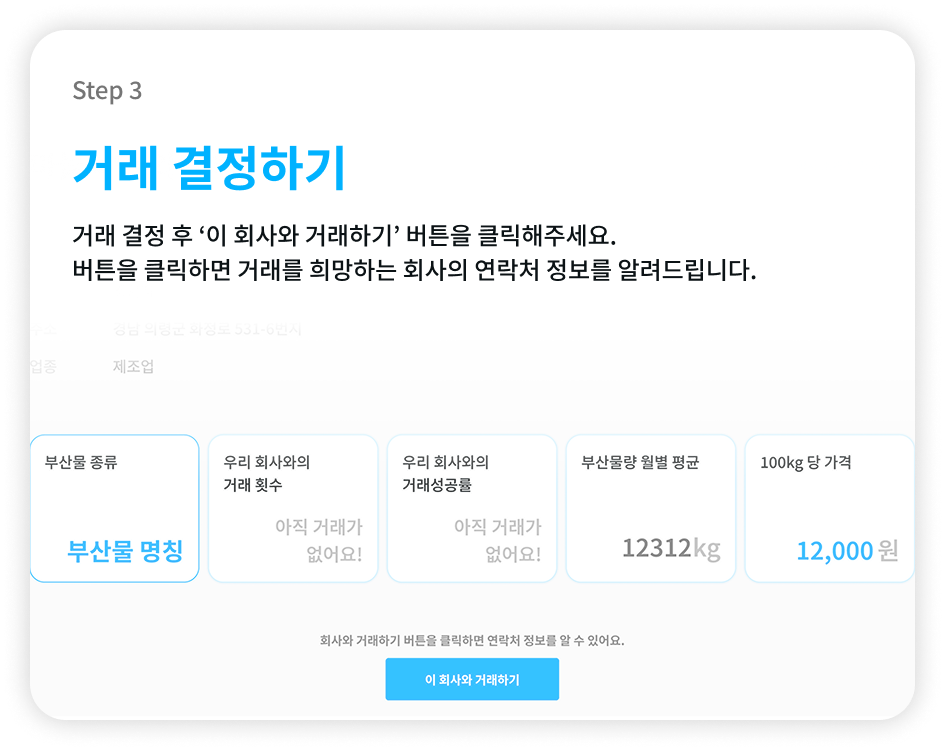 Step 3
거래 결정하기
거래 결정 후 ‘이 회사와 거래하기’ 버튼을 클릭해주세요.
버튼을 클릭하면 거래를 희망하는 회사의 연락처 정보를 알려드립니다.
경남 의령군 화정로 531-6번지
업종 제조업
부산물 종류
부산물 명칭
우리 회사와의
거래 횟수
아직 거래가
없어요!
우리 회사와의
거래성공률
아직 거래가
없어요!
부산물량 월별 평균
12312kg
100kg 당 가격
12,000 원
회사와 거래하기 버튼을 클릭하면 연락처 정보를 알 수 있어요.
이 회사와 거래하기